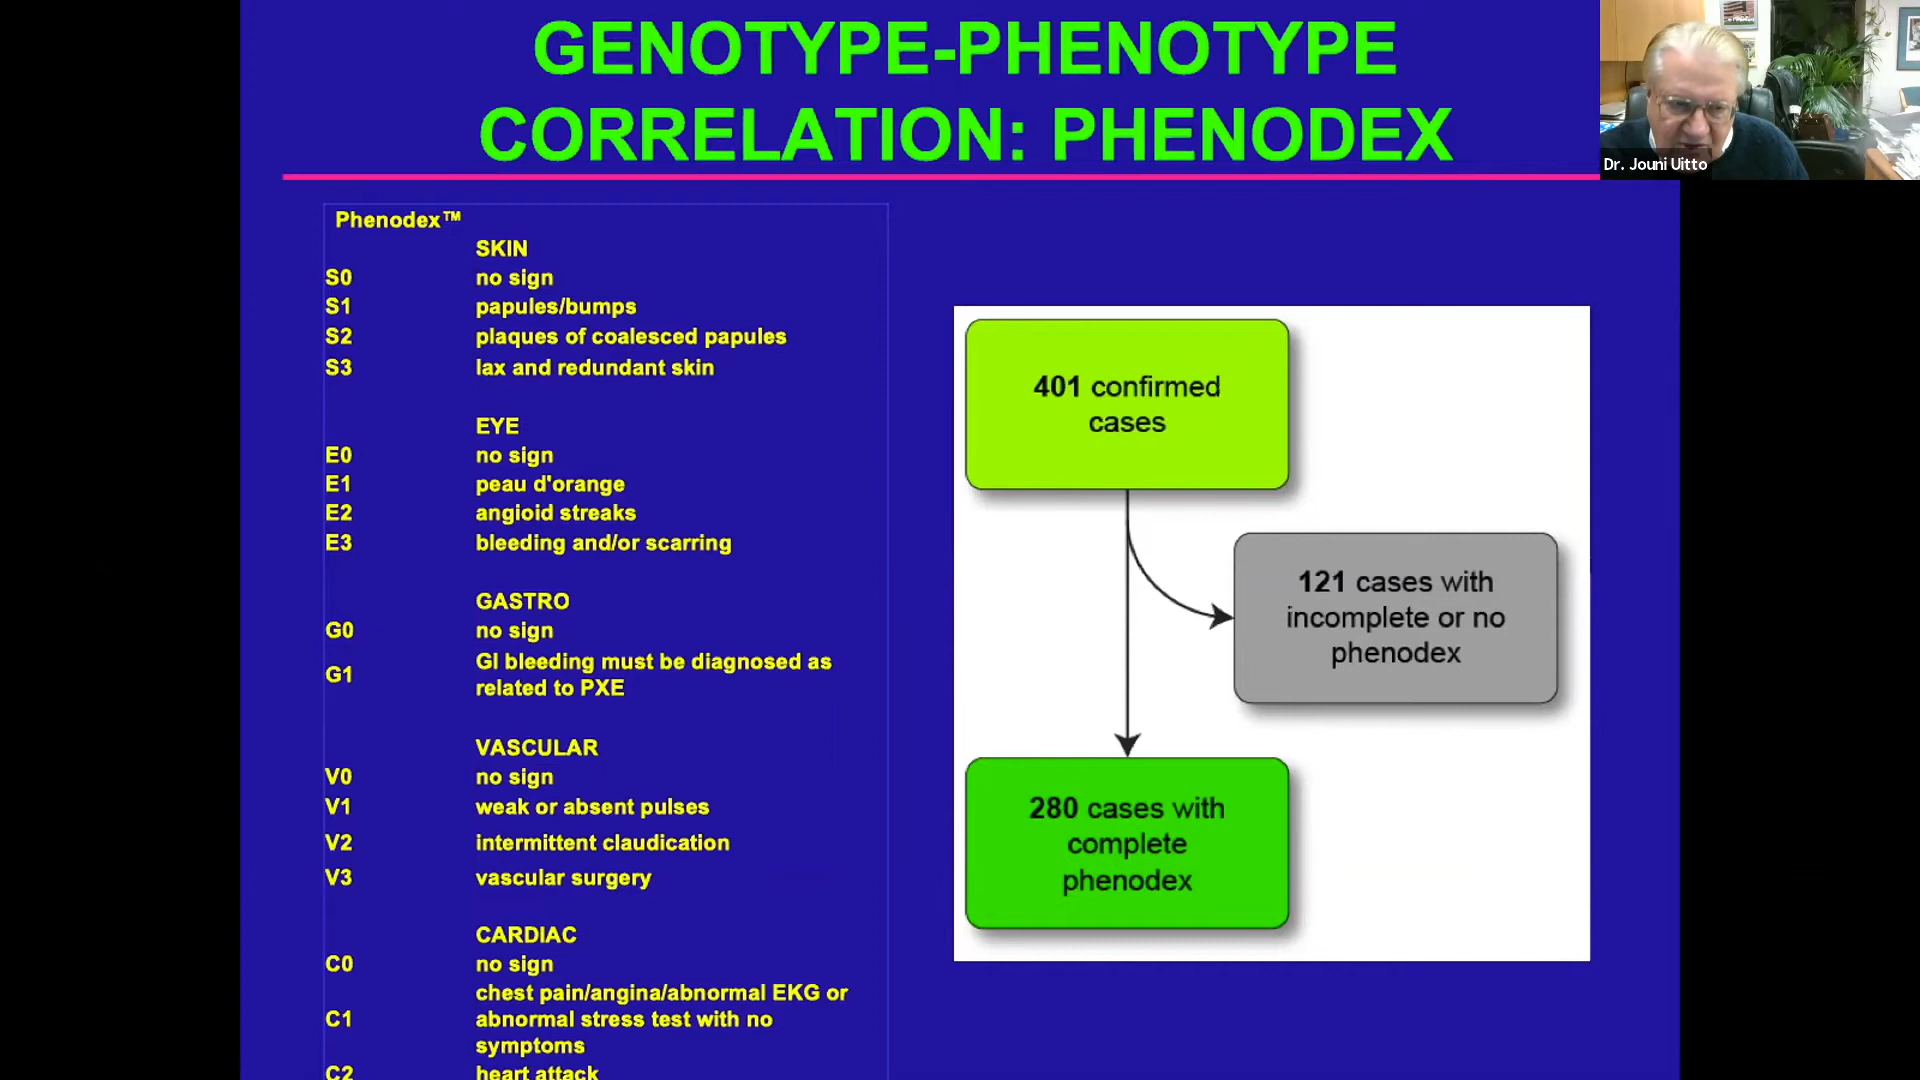 GENOTYPE-PHENOTYPE
CORRELATION: PHENODEX
Dr. Jouni Uitto
Phenodex™
SKIN
S0 no sign
S1 papules/bumps
S2 plaques of coalesced papules
S3 lax and redundant skin
EYE
E0 no sign
E1 peau d'orange
E2 angioid streaks
E3 bleeding and/or scarring
GASTRO
G0 no sign
G1 GI bleeding must be diagnosed as
related to PXE
VASCULAR
V0 no sign
V1 weak or absent pulses
V2 intermittent claudication
V3 vascular surgery
CARDIAC
C0 no sign
C1 chest pain/angina/abnormal EKG or
abnormal stress test with no
symptoms
C2 heart attack
401 confirmed
cases
121 cases with
incomplete or no
phenodex
280 cases with
complete
phenodex